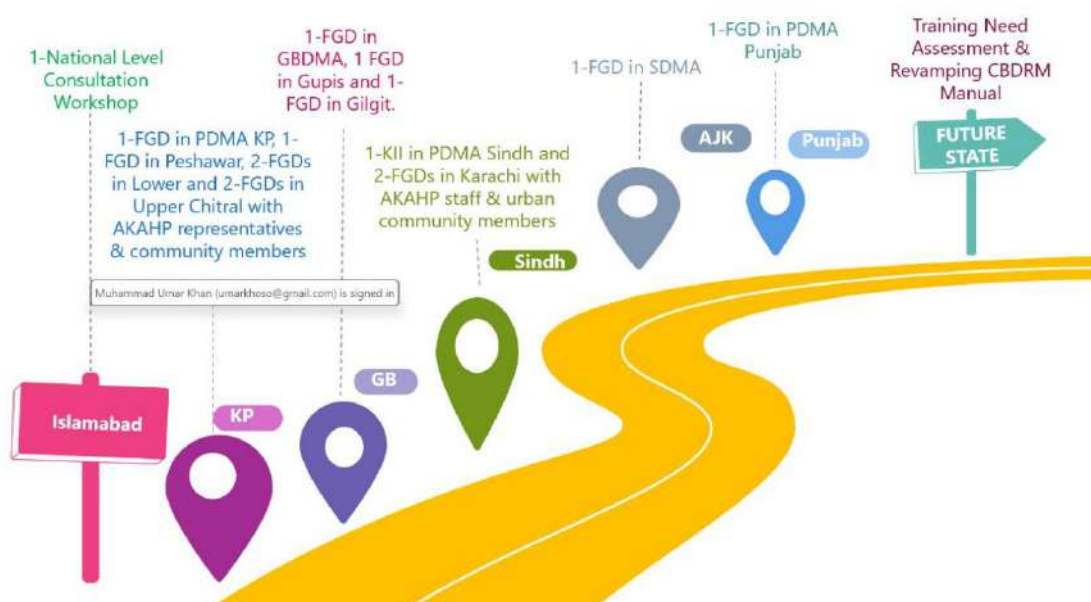 1-National Level
Consultation
Workshop
1-FGD in PDMA KP, 1-
FGD in Peshawar, 2-FGDs
in Lower and 2-FGDs in
Upper Chitral with
AKAHP representatives
& community members
1-FGD in
GBDMA, 1 FGD
in Gupis and 1-
FGD in Gilgit.
1-KII in PDMA Sindh and
2-FGDs in Karachi with
AKAHP staff & urban
community members
1-FGD in SDMA
1-FGD in PDMA
Punjab
Training Need
Assessment &
Revamping CBDRM
Manual
Muhammad Umar Khan (umarkhoso@gmail.com) is signed in
Islamabad
KP
GB
Sindh
AJK
Punjab
FUTURE
STATE